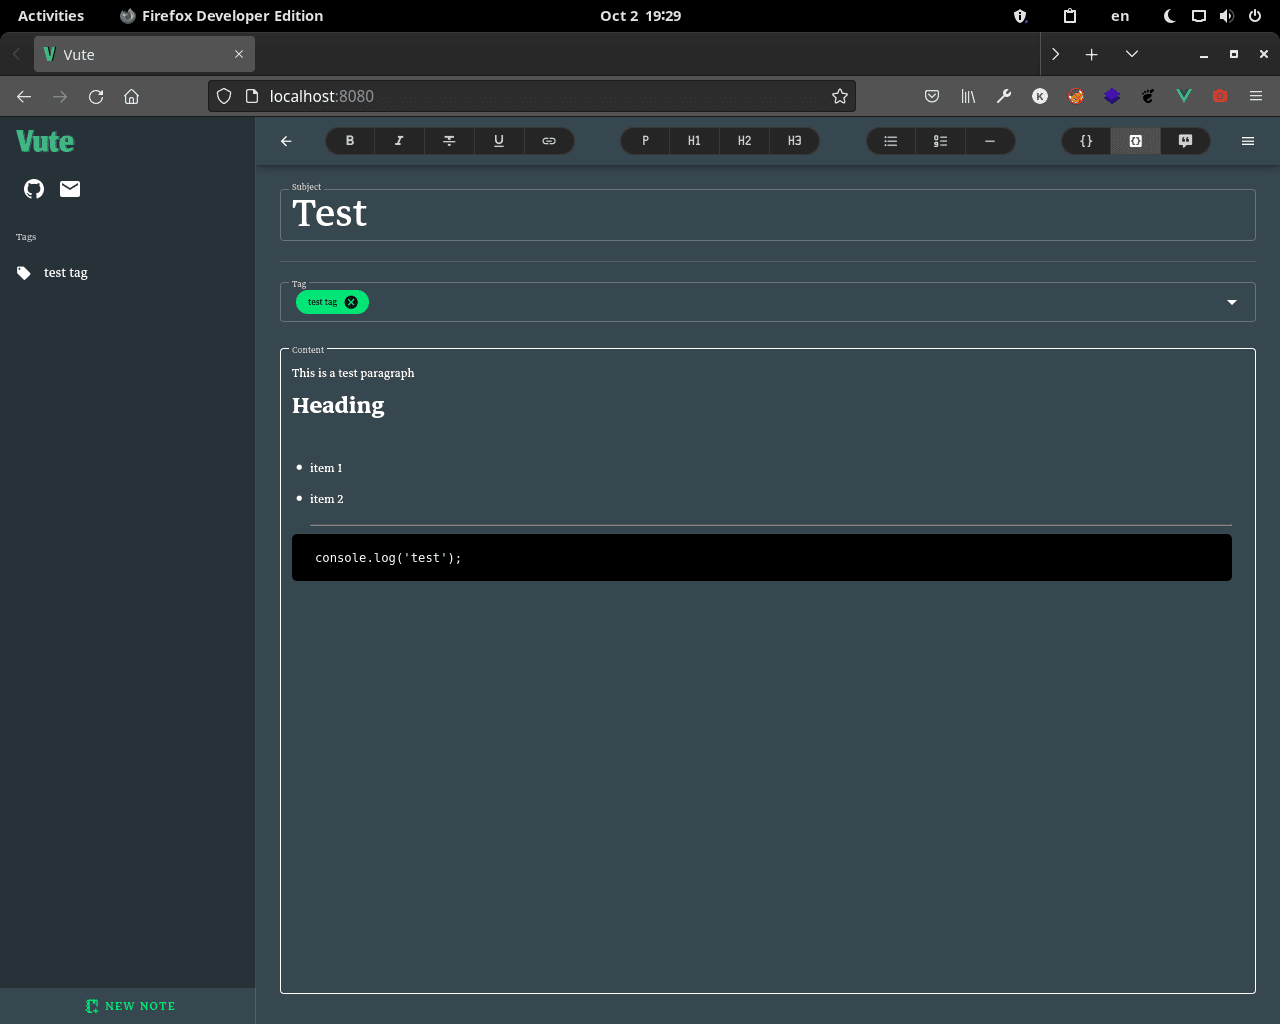 Activities
Firefox Developer Edition
Oct 2 19:29
en
Vute
localhost:8080
Vute
B I S U
P H1 H2 H3
{}
Subject
Test
Tags
test tag
Tag
test tag
Content
This is a test paragraph
Heading
item 1
item 2
console.log('test');
NEW NOTE